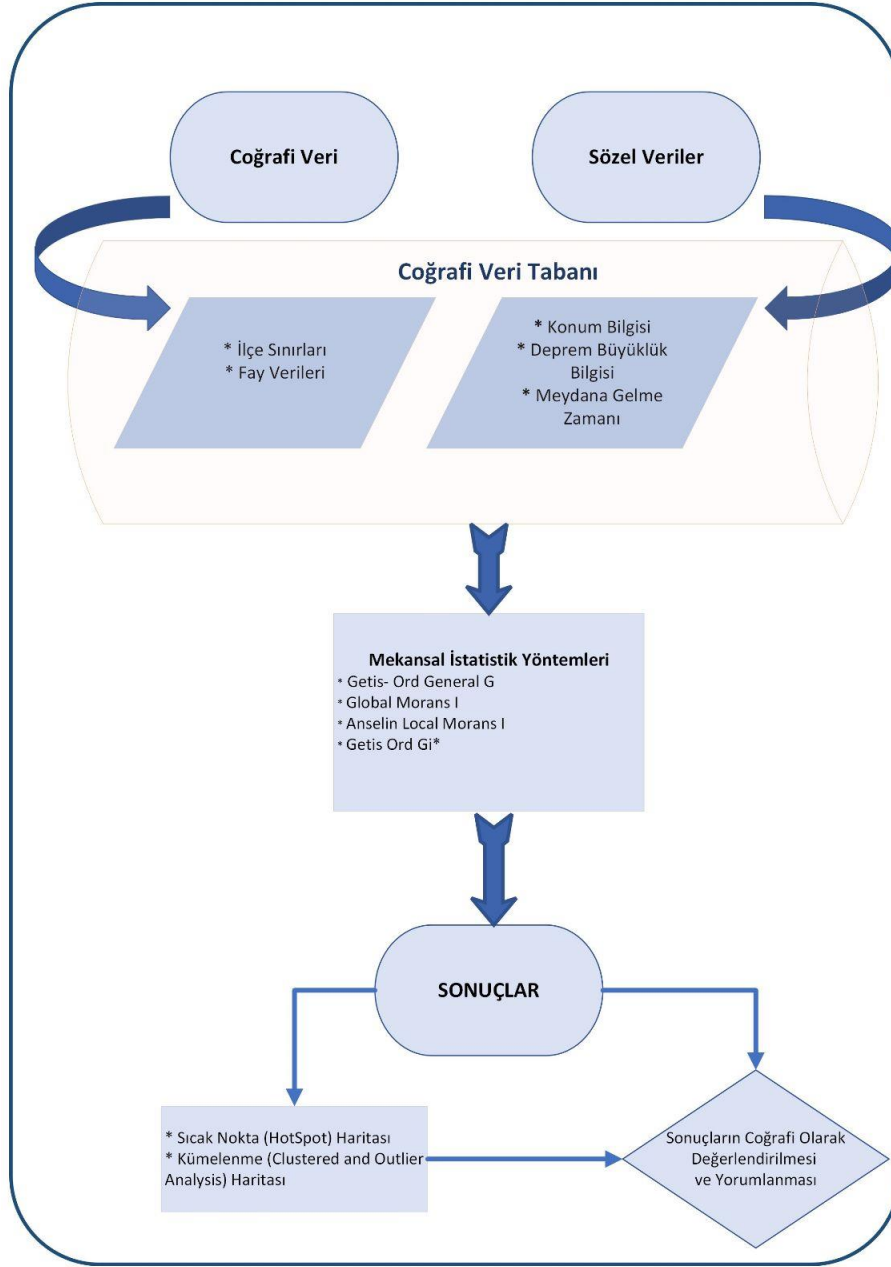 Coğrafi Veri
Sözel Veriler
Coğrafi Veri Tabanı
* İlçe Sınırları
* Fay Verileri
* Konum Bilgisi
* Deprem Büyüklük
Bilgisi
* Meydana Gelme
Zamanı
Mekansal İstatistik Yöntemleri
* Getis- Ord General G
* Global Morans I
* Anselin Local Morans I
* Getis Ord Gi*
SONUÇLAR
* Sıcak Nokta (HotSpot) Haritası
* Kümelenme (Clustered and Outlier
Analysis) Haritası
Sonuçların Coğrafi Olarak
Değerlendirilmesi
ve Yorumlanması